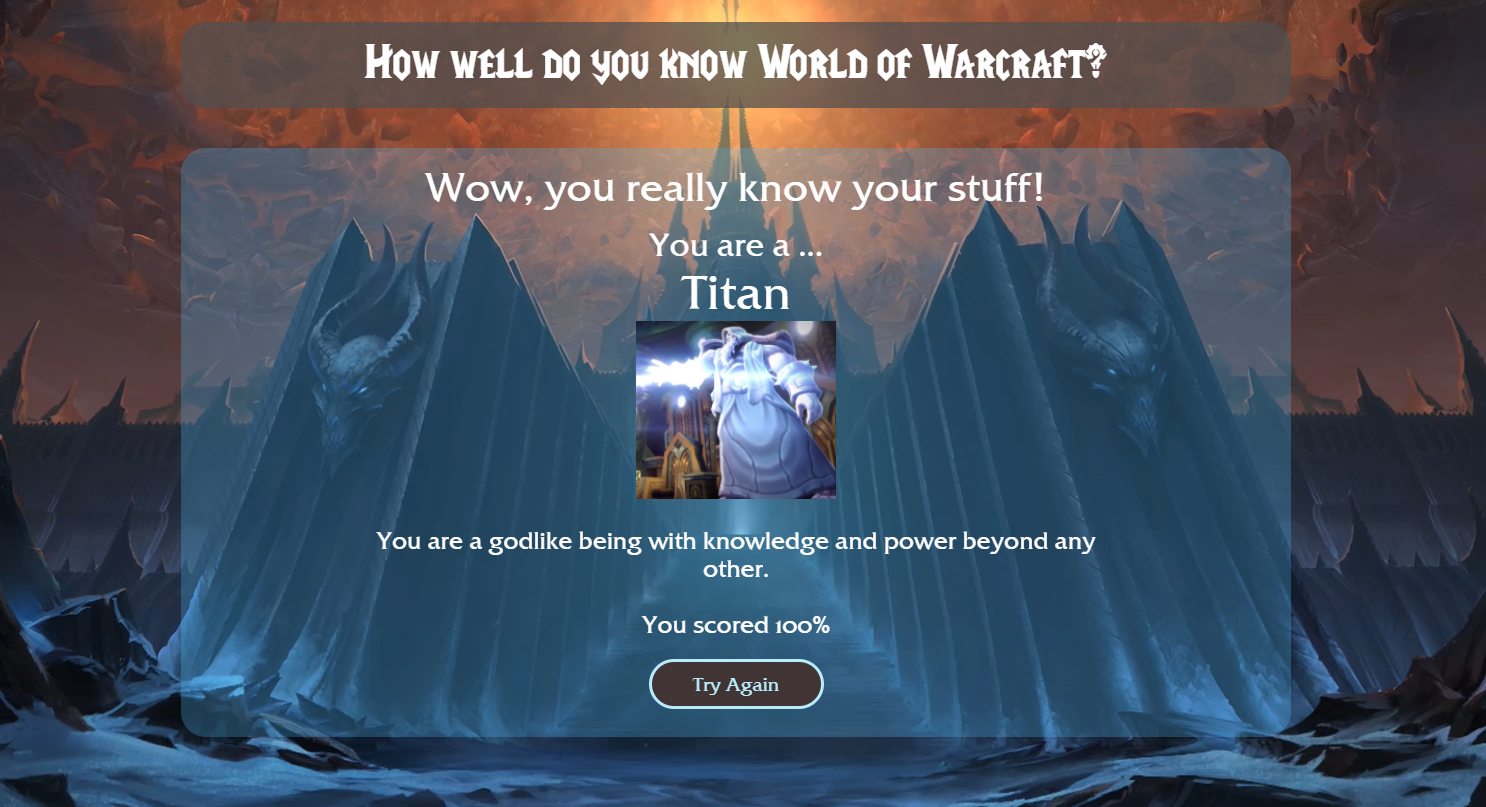 How well do you know World of Warcraft?
Wow, you really know your stuff!
You are a ...
Titan
You are a godlike being with knowledge and power beyond any
other.
You scored 100%
Try Again